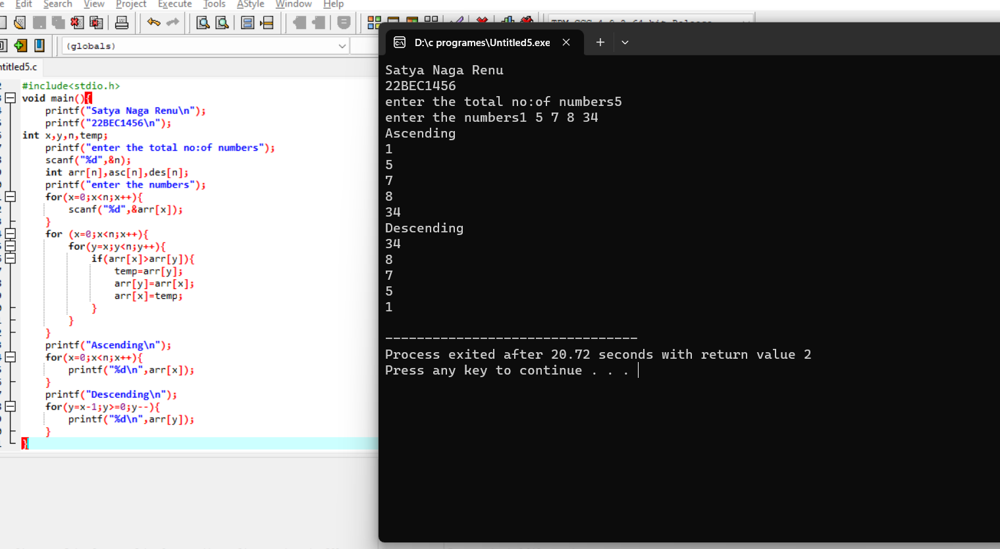 Edit Search View Project Execute Tools AStyle Window Help
(globals)
ntitled5.c
#include<stdio.h>
void main(){
printf("Satya Naga Renu\n");
printf("22BEC1456\n");
int x,y,n,temp;
printf("enter the total no:of numbers");
scanf("%d",&n);
int arr[n],asc[n],des[n];
printf("enter the numbers");
for(x=0;x<n;x++){
scanf("%d",&arr[x]);
}
for (x=0;x<n;x++){
for(y=x;y<n;y++){
if(arr[x]>arr[y]){
temp=arr[y];
arr[y]=arr[x];
arr[x]=temp;
}
}
}
printf("Ascending\n");
for(x=0;x<n;x++){
printf("%d\n",arr[x]);
}
printf("Descending\n");
for(y=x-1;y>=0;y--){
printf("%d\n",arr[y]);
}
}
D:\c programes\Untitled5.exe
Satya Naga Renu
22BEC1456
enter the total no:of numbers5
enter the numbers1 5 7 8 34
Ascending
1
5
7
8
34
Descending
34
8
7
5
1
--------------------------------
Process exited after 20.72 seconds with return value 2
Press any key to continue . . .